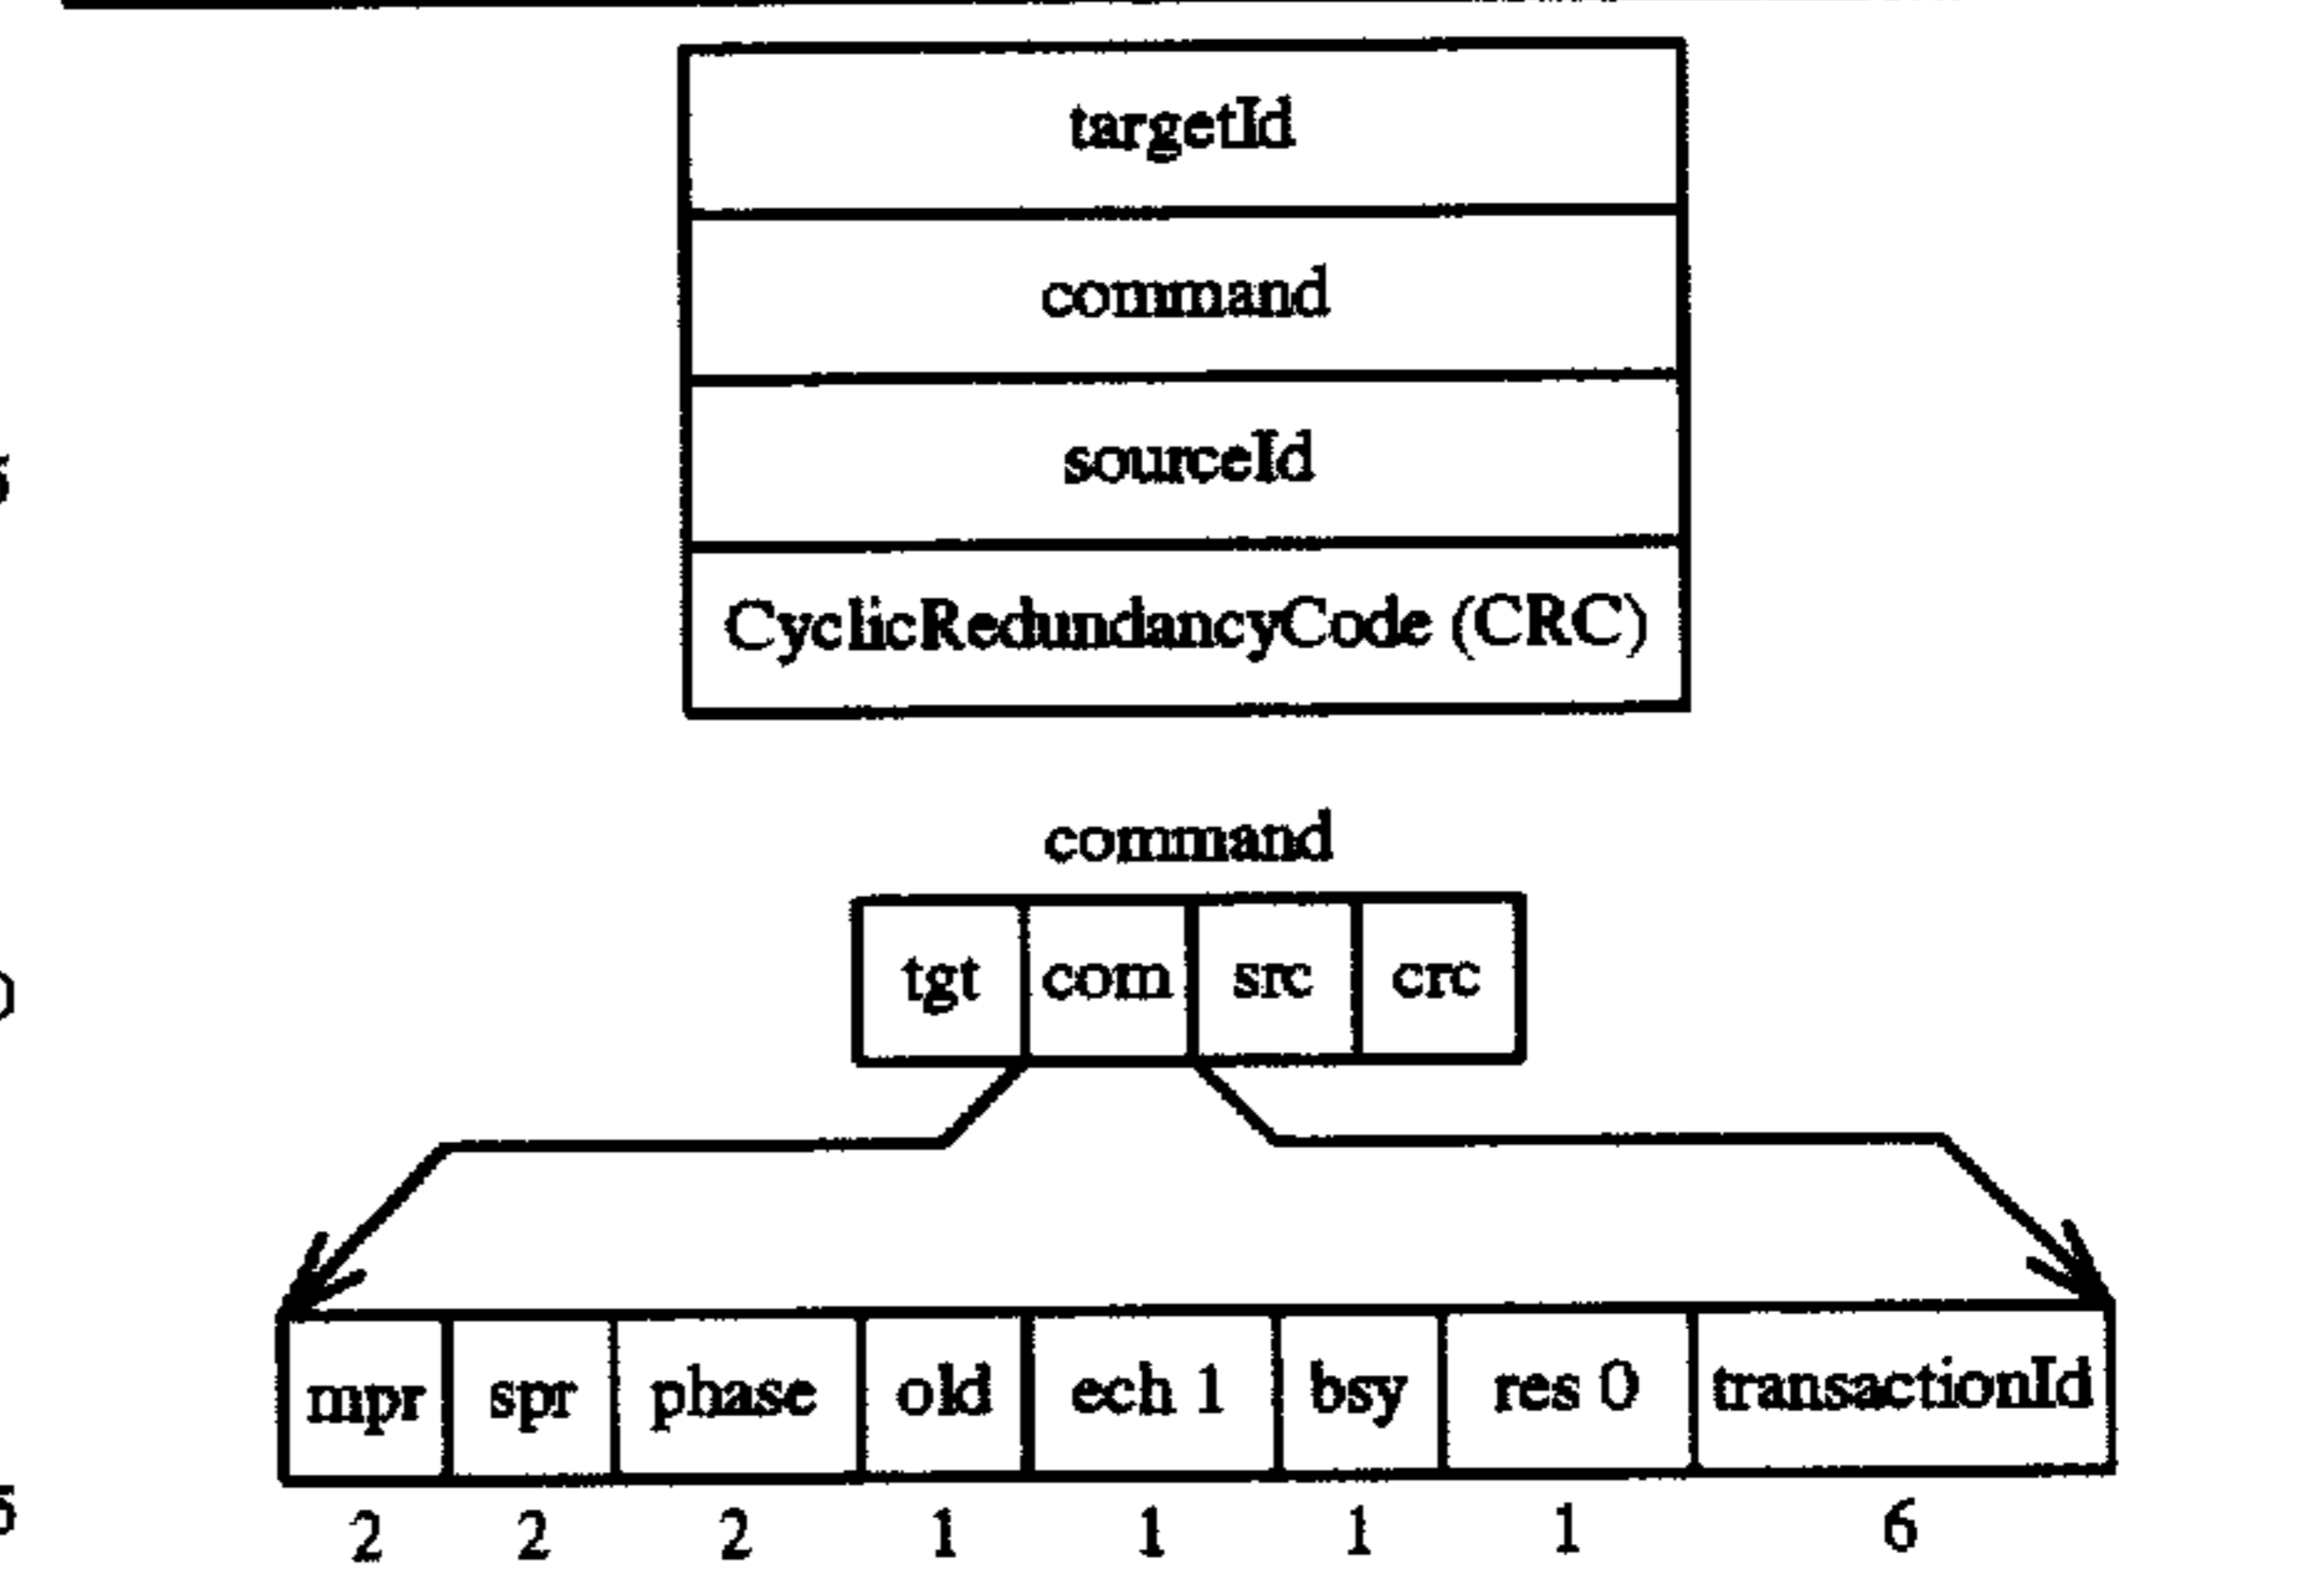 targetId
command
sourceId
CyclicRedundancyCode (CRC)
command
tgt com src crc
mpr spr phase old ech 1 bsy res 0 transactionId
2 2 2 1 1 1 1 6